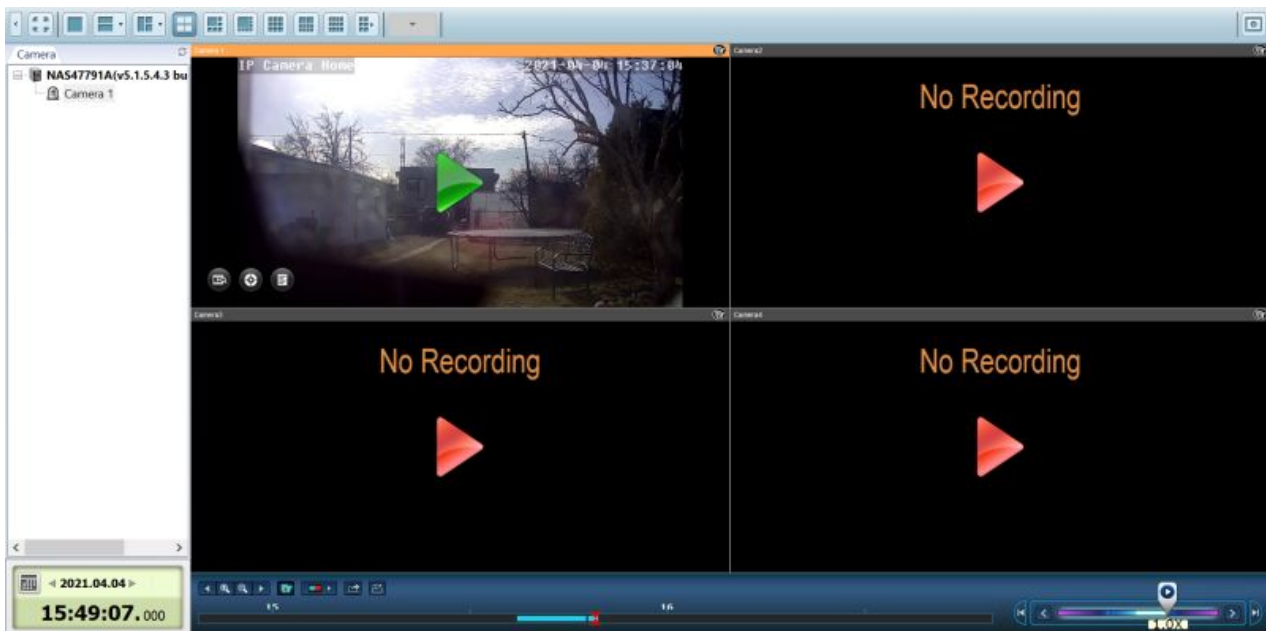 Camera
NAS47791A(v5.1.5.4.3 bu
Camera 1
Camera 1
IP Camera Home
2021-04-04 15:37:04
Camera2
No Recording
Camera3
No Recording
Camera4
No Recording
2021.04.04
15:49:07.000
15
16
1.0X